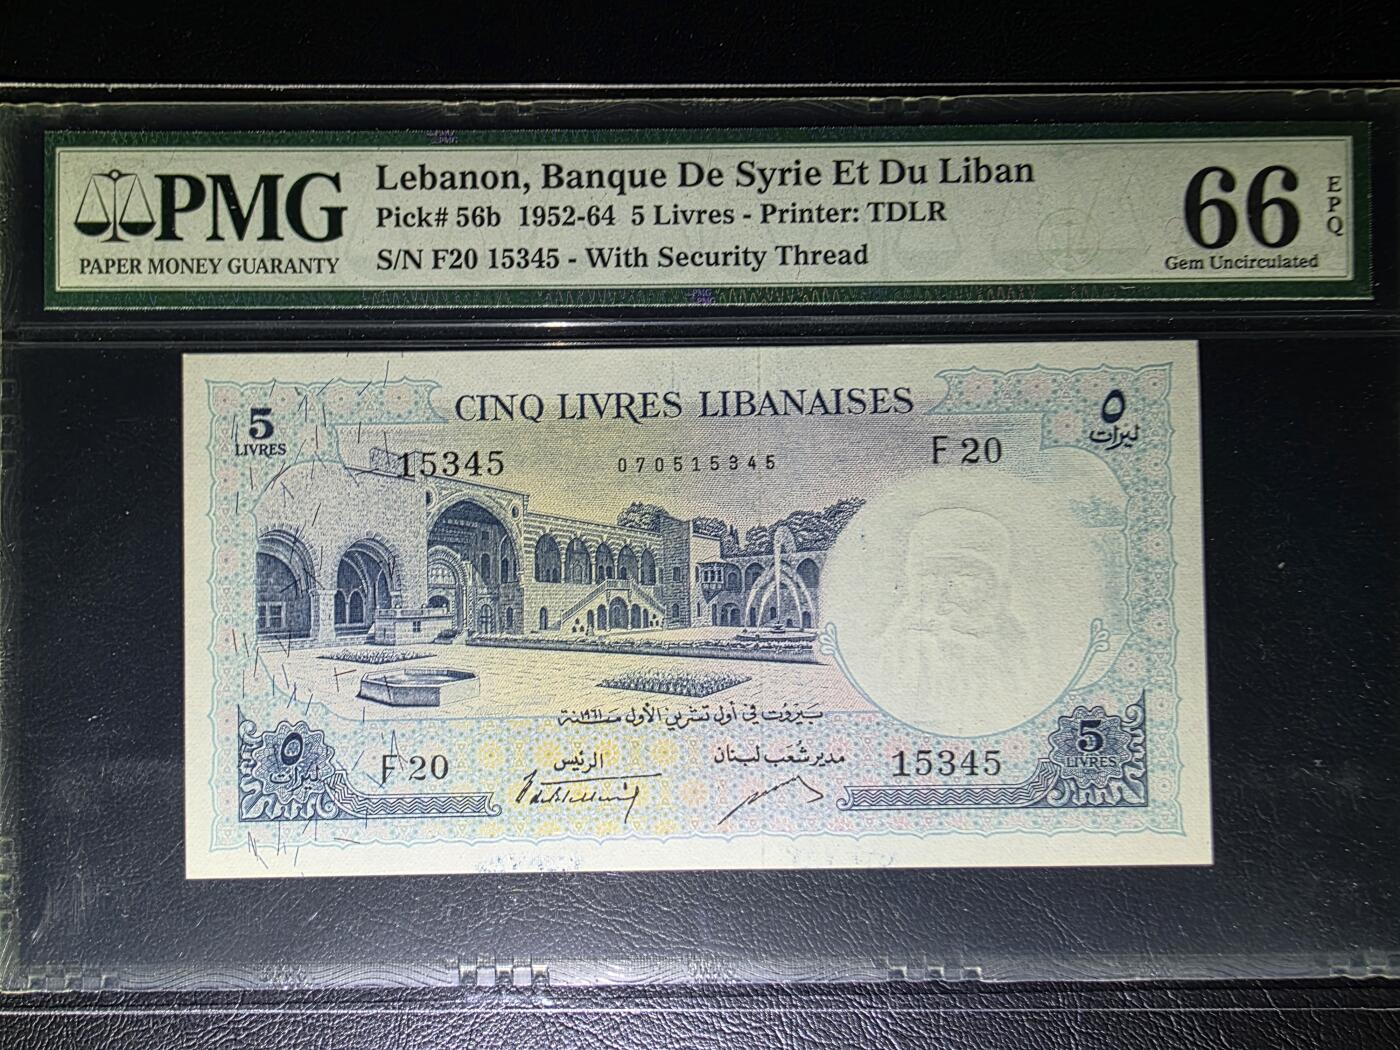 PMG
PAPER MONEY GUARANTY
Lebanon, Banque De Syrie Et Du Liban
Pick# 56b 1952-64 5 Livres - Printer: TDLR
S/N F20 15345 - With Security Thread
66
EPQ
Gem Uncirculated
CINQ LIVRES LIBANAISES
5
LIVRES
٥
ليرات
15345
070515345
F 20
بيروت في أول تشرين الأول سنة ١٩٦١
٥
ليرات
F 20
الرئيس
مدير شعب لبنان
15345
5
LIVRES